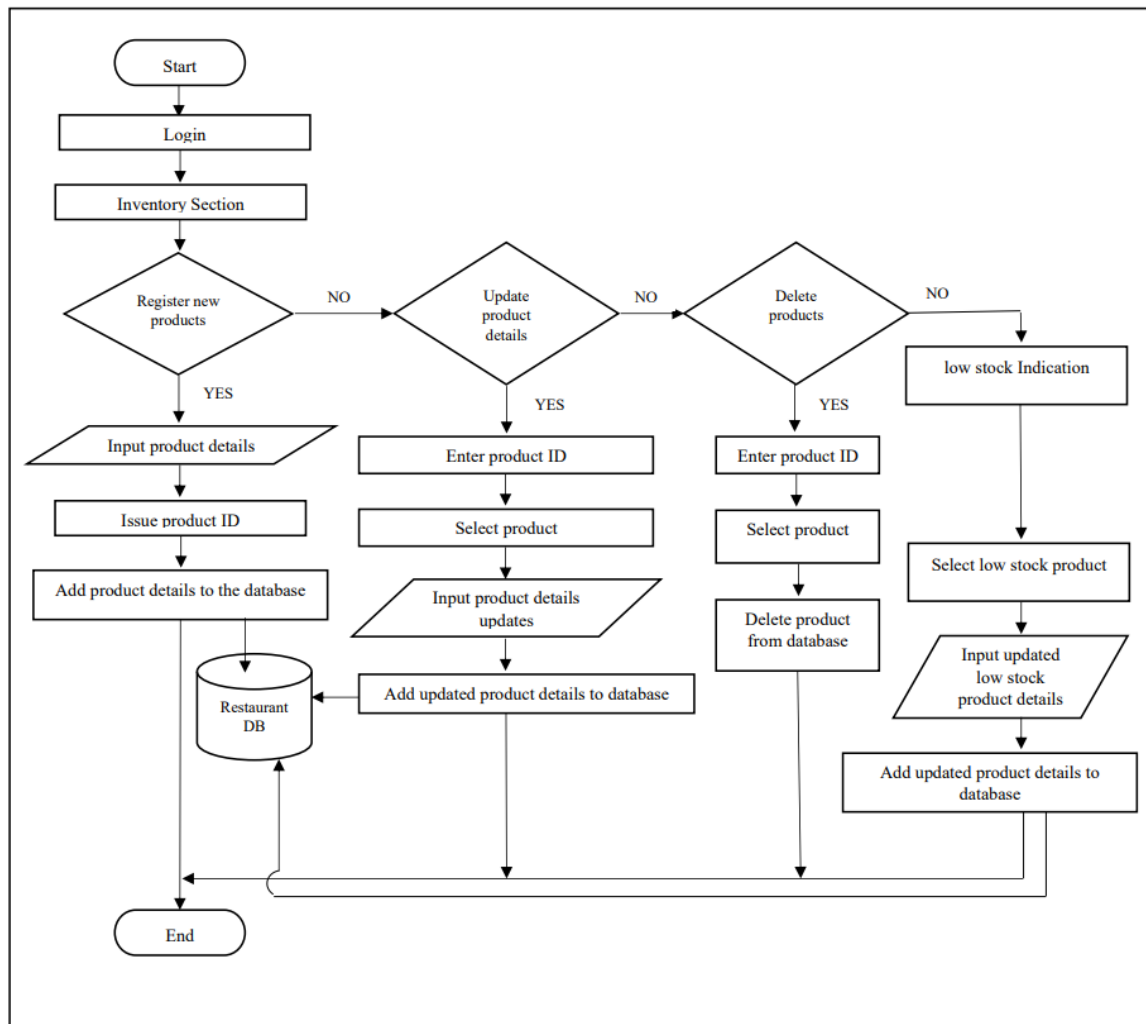 Start
Login
Inventory Section
Register new
products
NO
Update
product
details
NO
Delete
products
NO
low stock Indication
YES
YES
YES
Input product details
Enter product ID
Enter product ID
Issue product ID
Select product
Select product
Select low stock product
Add product details to the database
Input product details
updates
Delete product
from database
Input updated
low stock
product details
Restaurant
DB
Add updated product details to database
Add updated product details to
database
End